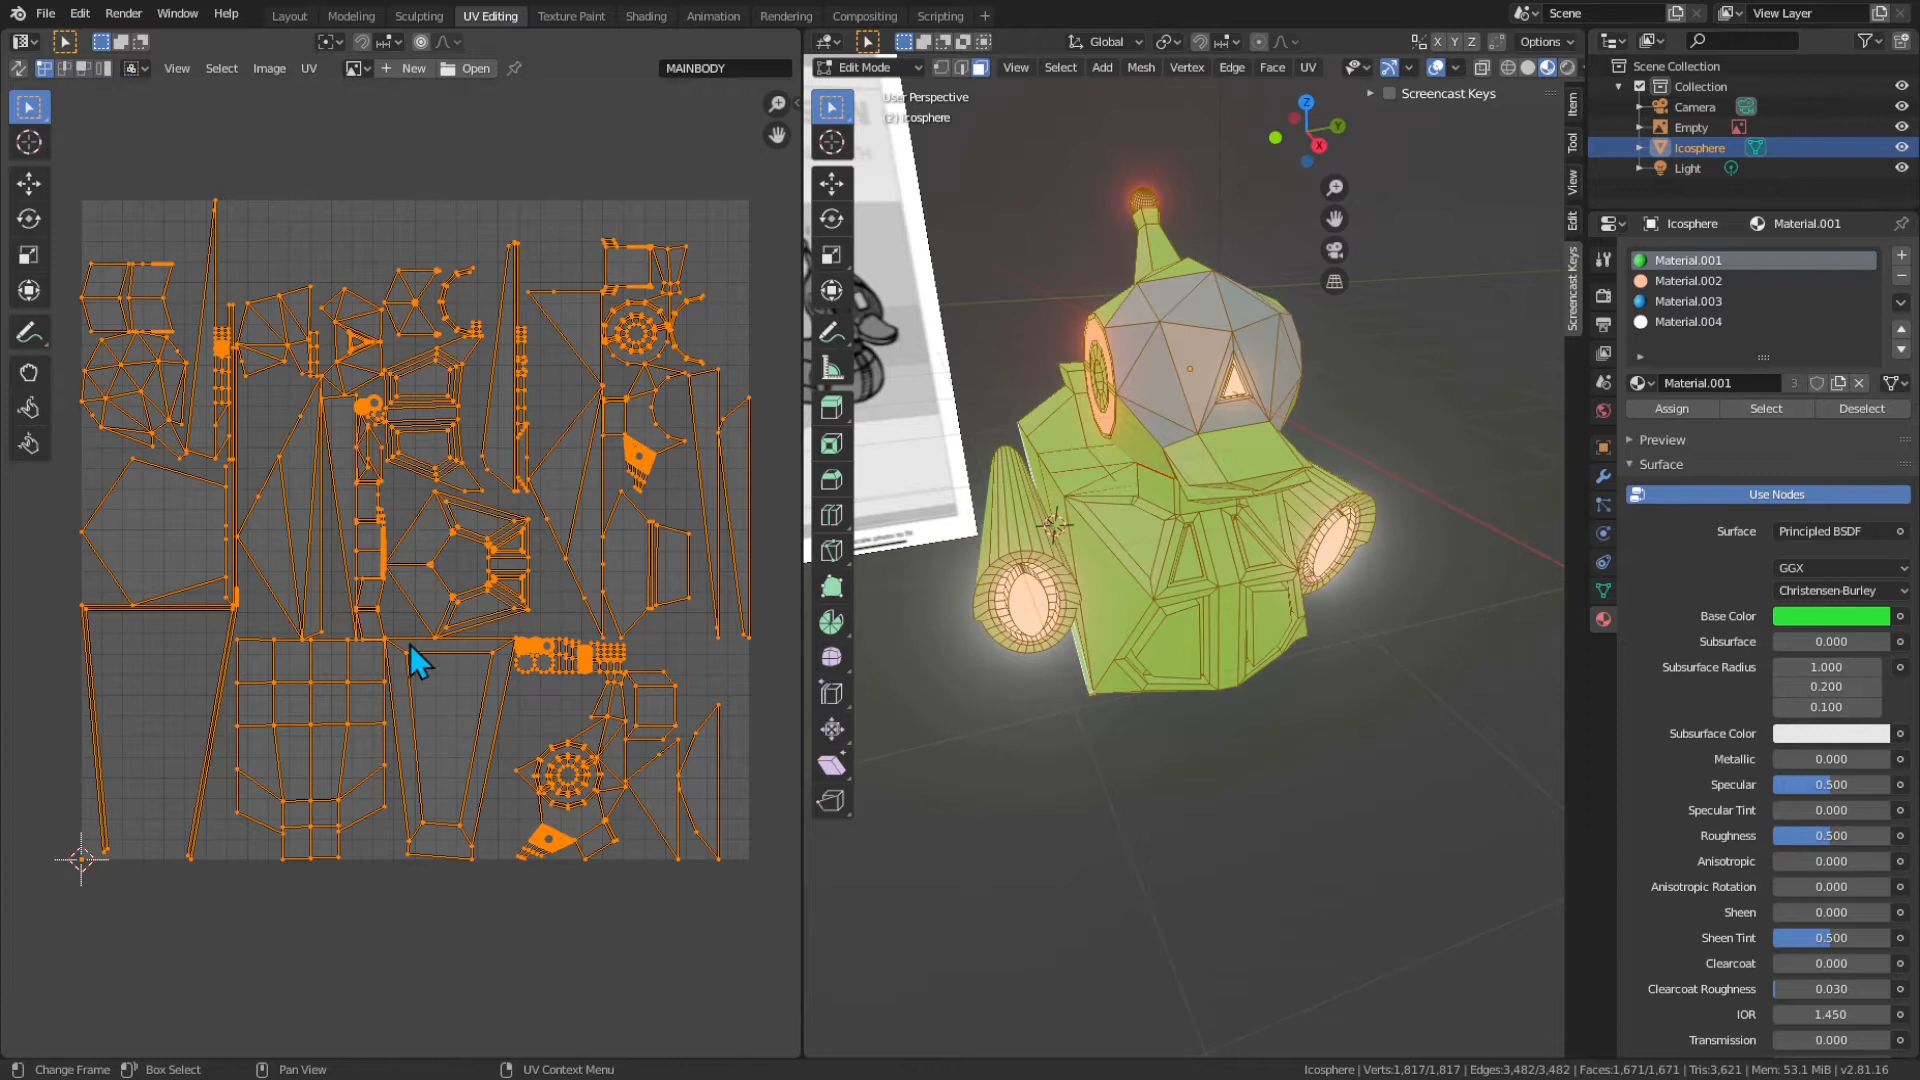 File Edit Render Window Help Layout Modeling Sculpting UV Editing Texture Paint Shading Animation Rendering Compositing Scripting + Scene View Layer
Global X Y Z Options
View Select Image UV + New Open MAINBODY Edit Mode View Select Add Mesh Vertex Edge Face UV
User Perspective
(2) Icosphere
Screencast Keys
Z
Y
X
Item
Tool
View
Edit
Screencast Keys
Scene Collection
Collection
Camera
Empty
Icosphere
Light
Icosphere Material.001
Material.001
Material.002
Material.003
Material.004
Material.001 3
Assign Select Deselect
Preview
Surface
Use Nodes
Surface Principled BSDF
GGX
Christensen-Burley
Base Color
Subsurface 0.000
Subsurface Radius 1.000
0.200
0.100
Subsurface Color
Metallic 0.000
Specular 0.500
Specular Tint 0.000
Roughness 0.500
Anisotropic 0.000
Anisotropic Rotation 0.000
Sheen 0.000
Sheen Tint 0.500
Clearcoat 0.000
Clearcoat Roughness 0.030
IOR 1.450
Transmission 0.000
Change Frame Box Select Pan View UV Context Menu Icosphere | Verts:1,817/1,817 | Edges:3,482/3,482 | Faces:1,671/1,671 | Tris:3,621 | Mem: 53.1 MiB | v2.81.16